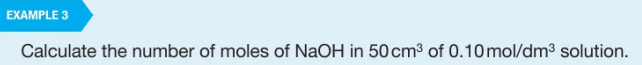 EXAMPLE 3
Calculate the number of moles of NaOH in 50 cm³ of 0.10 mol/dm³ solution.